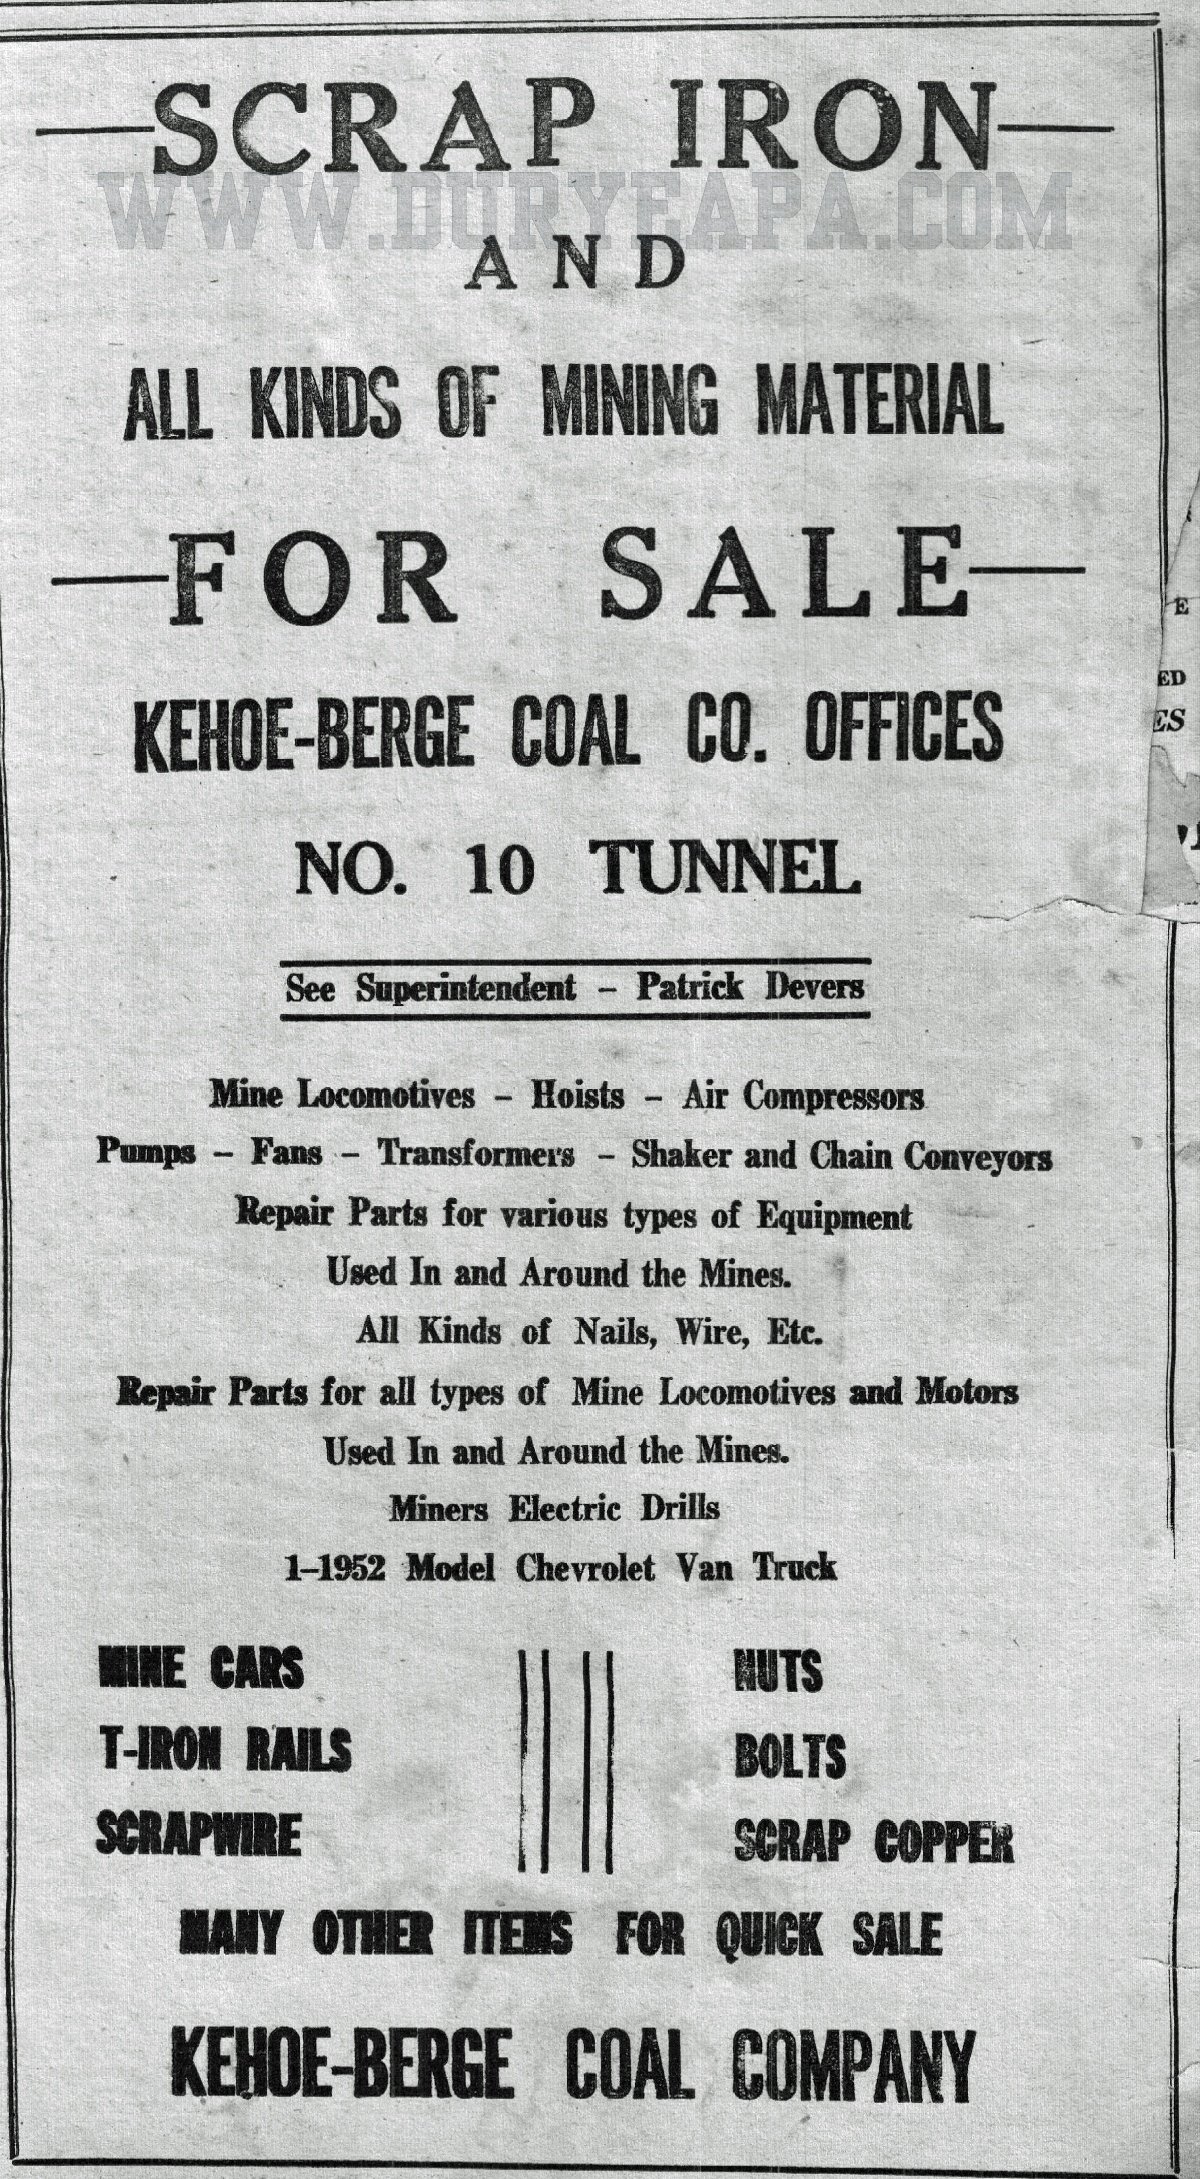 —SCRAP IRON—
WWW.DURYEAPA.COM
AND
ALL KINDS OF MINING MATERIAL
—FOR SALE—
KEHOE-BERGE COAL CO. OFFICES
NO. 10 TUNNEL
See Superintendent – Patrick Devers
Mine Locomotives – Hoists – Air Compressors
Pumps – Fans – Transformers – Shaker and Chain Conveyors
Repair Parts for various types of Equipment
Used In and Around the Mines.
All Kinds of Nails, Wire, Etc.
Repair Parts for all types of Mine Locomotives and Motors
Used In and Around the Mines.
Miners Electric Drills
1–1952 Model Chevrolet Van Truck
MINE CARS
T-IRON RAILS
SCRAPWIRE
NUTS
BOLTS
SCRAP COPPER
MANY OTHER ITEMS FOR QUICK SALE
KEHOE-BERGE COAL COMPANY
E
ED
ES